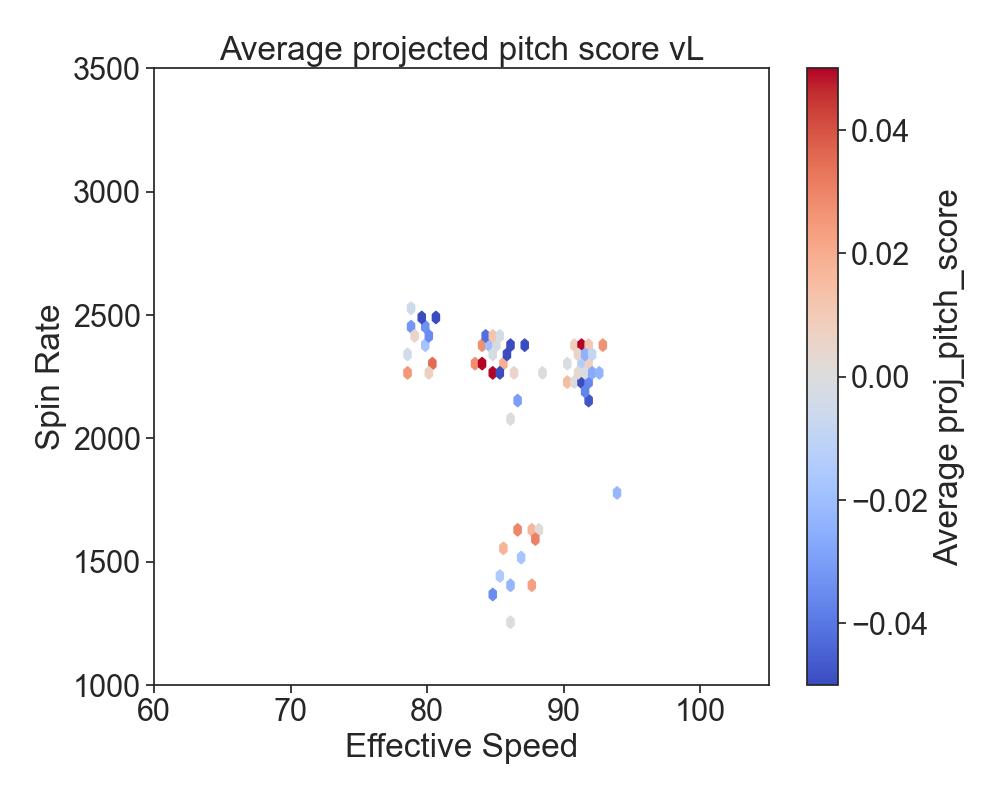 Average projected pitch score vL
3500
3000
2500
2000
1500
1000
Spin Rate
60 70 80 90 100
Effective Speed
0.04
0.02
0.00
−0.02
−0.04
Average proj_pitch_score